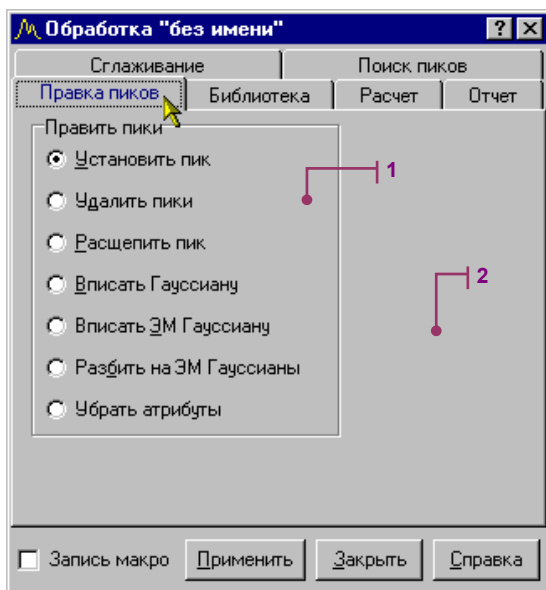 Обработка "без имени"
Сглаживание Поиск пиков
Правка пиков Библиотека Расчет Отчет
Править пики
Установить пик
1
Удалить пики
Расщепить пик
Вписать Гауссиану
2
Вписать ЭМ Гауссиану
Разбить на ЭМ Гауссианы
Убрать атрибуты
Запись макро Применить Закрыть Справка